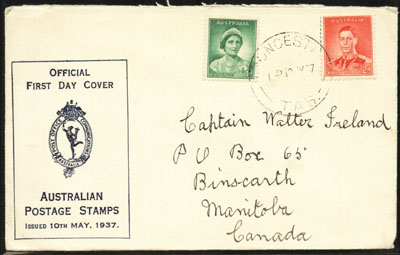 AUSTRALIA
AUSTRALIA
TAS.
OFFICIAL
FIRST DAY COVER
AUSTRALIA
AUSTRALIAN
POSTAGE STAMPS
ISSUED 10TH MAY, 1937.
Captain Walter Ireland
P O Box 65
Binscarth
Manitoba
Canada